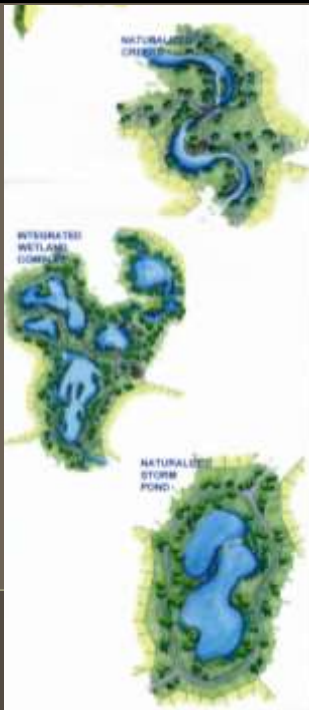 NATURALIZED
CREEK
INTEGRATED
WETLAND
COMPLEX
NATURALIZED
STORM
POND